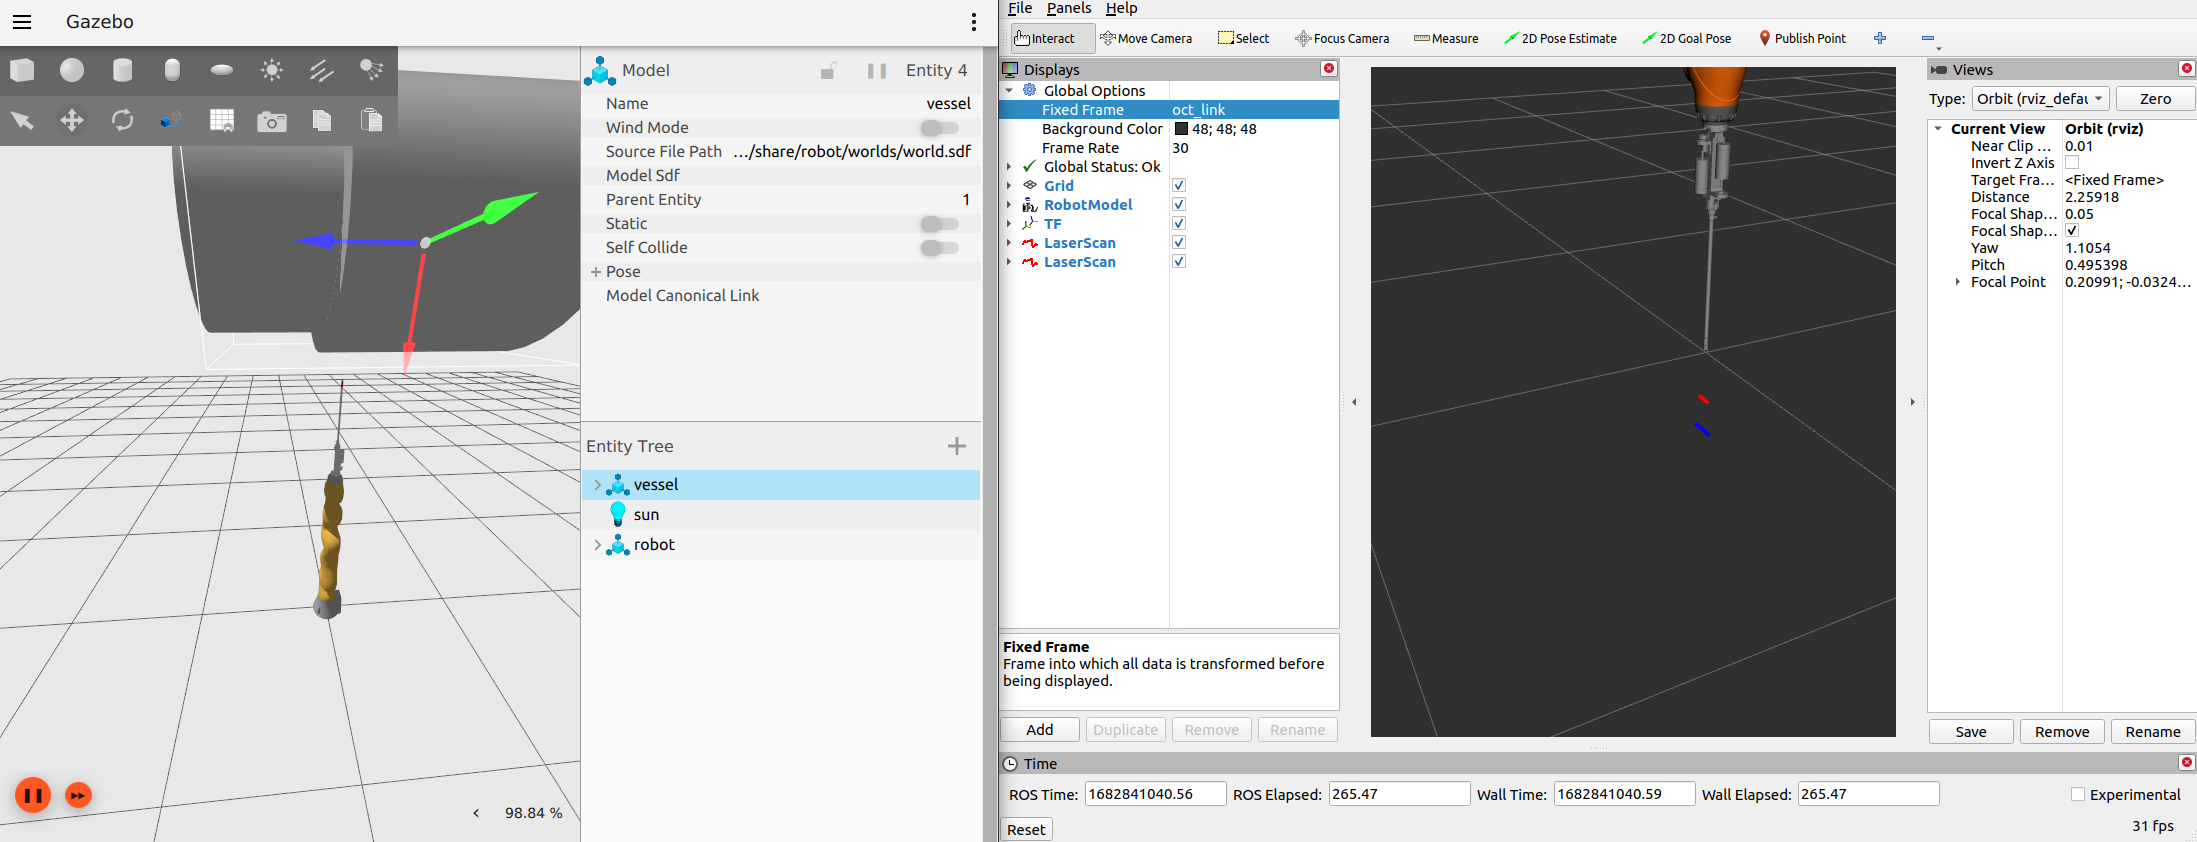 Gazebo
Model
Entity 4
Name vessel
Wind Mode
Source File Path .../share/robot/worlds/world.sdf
Model Sdf
Parent Entity 1
Static
Self Collide
Pose
Model Canonical Link
Entity Tree
vessel
sun
robot
98.84 %
File Panels Help
Interact Move Camera Select Focus Camera Measure 2D Pose Estimate 2D Goal Pose Publish Point
Displays
Global Options
Fixed Frame oct_link
Background Color 48; 48; 48
Frame Rate 30
Global Status: Ok
Grid
RobotModel
TF
LaserScan
LaserScan
Fixed Frame
Frame into which all data is transformed before
being displayed.
Add Duplicate Remove Rename
Views
Type: Orbit (rviz_defau Zero
Current View Orbit (rviz)
Near Clip ... 0.01
Invert Z Axis
Target Fra... <Fixed Frame>
Distance 2.25918
Focal Shap... 0.05
Focal Shap...
Yaw 1.1054
Pitch 0.495398
Focal Point 0.20991; -0.0324...
Save Remove Rename
Time
ROS Time: 1682841040.56 ROS Elapsed: 265.47 Wall Time: 1682841040.59 Wall Elapsed: 265.47 Experimental
Reset 31 fps